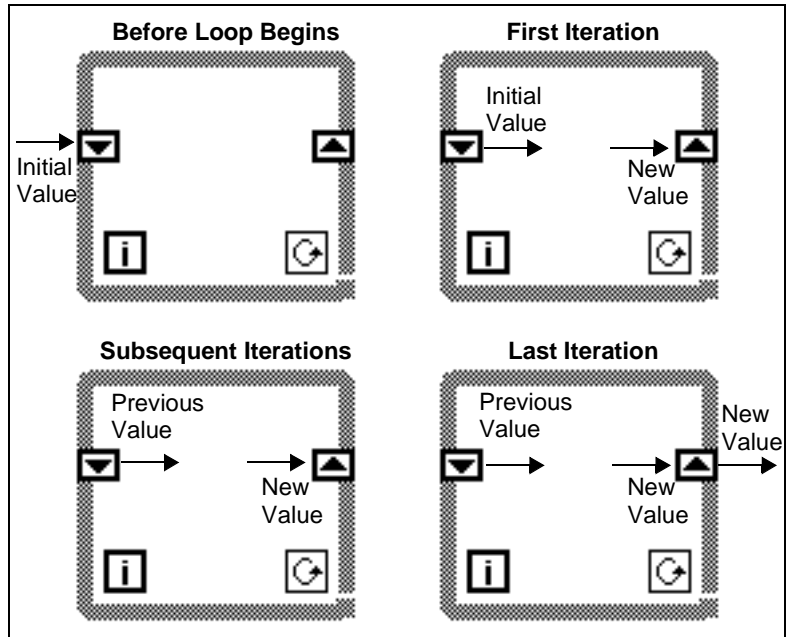 Before Loop Begins
Initial
Value
i
First Iteration
Initial
Value
New
Value
i
Subsequent Iterations
Previous
Value
New
Value
i
Last Iteration
Previous
Value
New
Value
New
Value
i